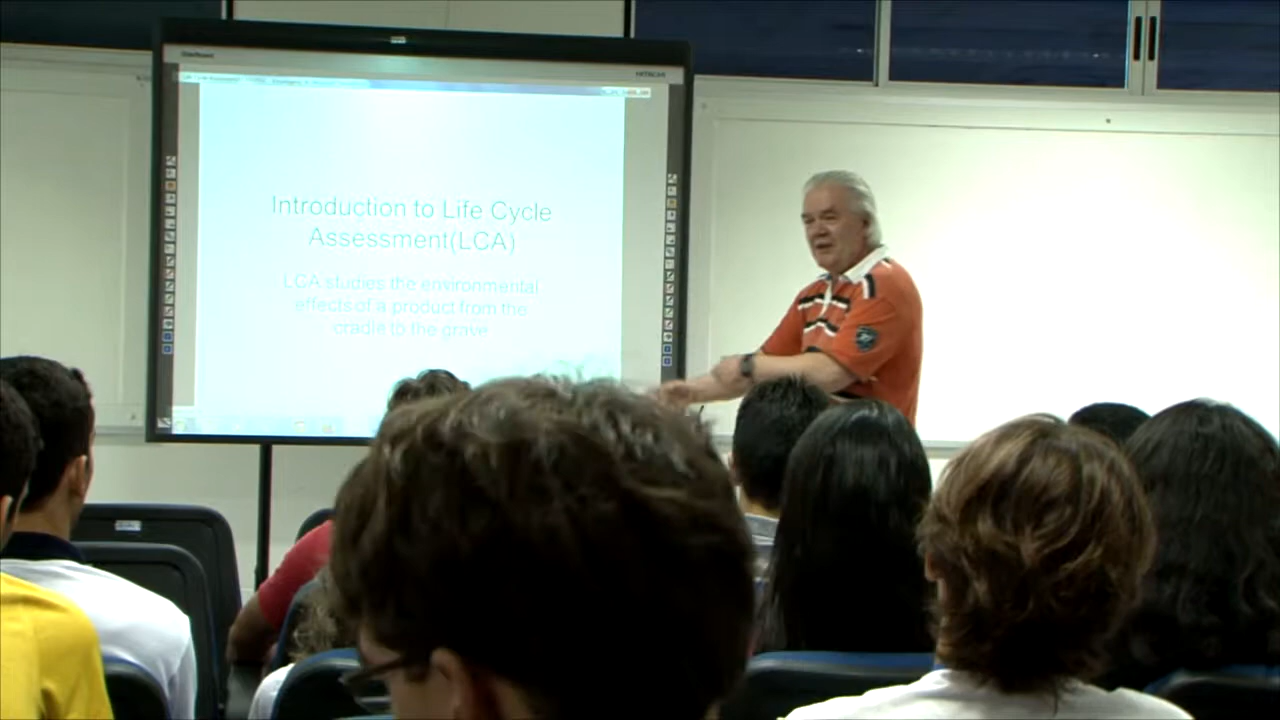 HITACHI
Introduction to Life Cycle
Assessment(LCA)
LCA studies the environmental
effects of a product from the
cradle to the grave